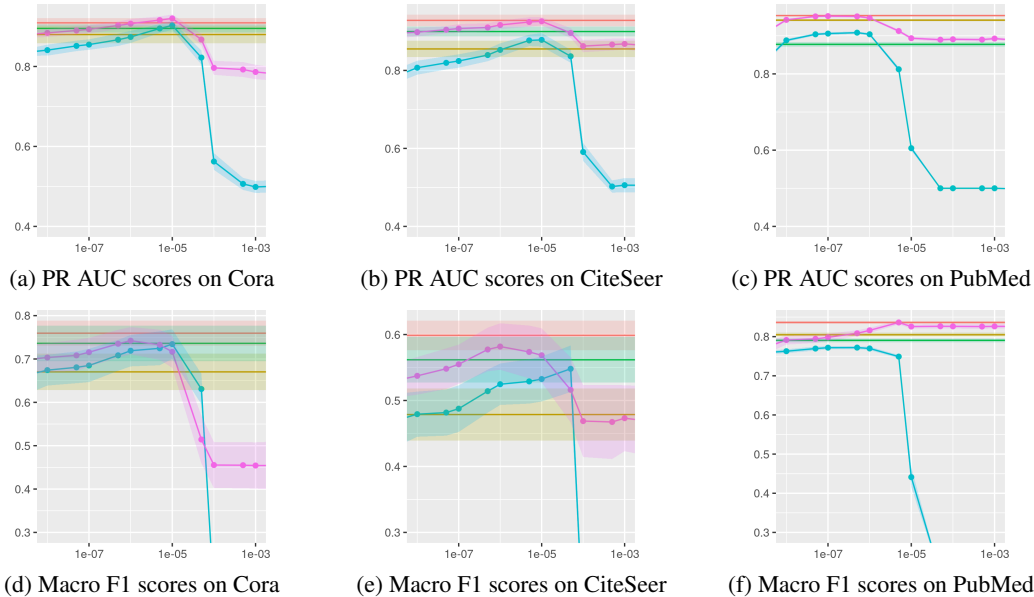 0.8
0.6
0.4
1e-07 1e-05 1e-03
(a) PR AUC scores on Cora
0.8
0.6
0.4
1e-07 1e-05 1e-03
(b) PR AUC scores on CiteSeer
0.8
0.6
0.4
1e-07 1e-05 1e-03
(c) PR AUC scores on PubMed
0.8
0.7
0.6
0.5
0.4
0.3
1e-07 1e-05 1e-03
(d) Macro F1 scores on Cora
0.6
0.5
0.4
0.3
1e-07 1e-05 1e-03
(e) Macro F1 scores on CiteSeer
0.8
0.7
0.6
0.5
0.4
0.3
1e-07 1e-05 1e-03
(f) Macro F1 scores on PubMed